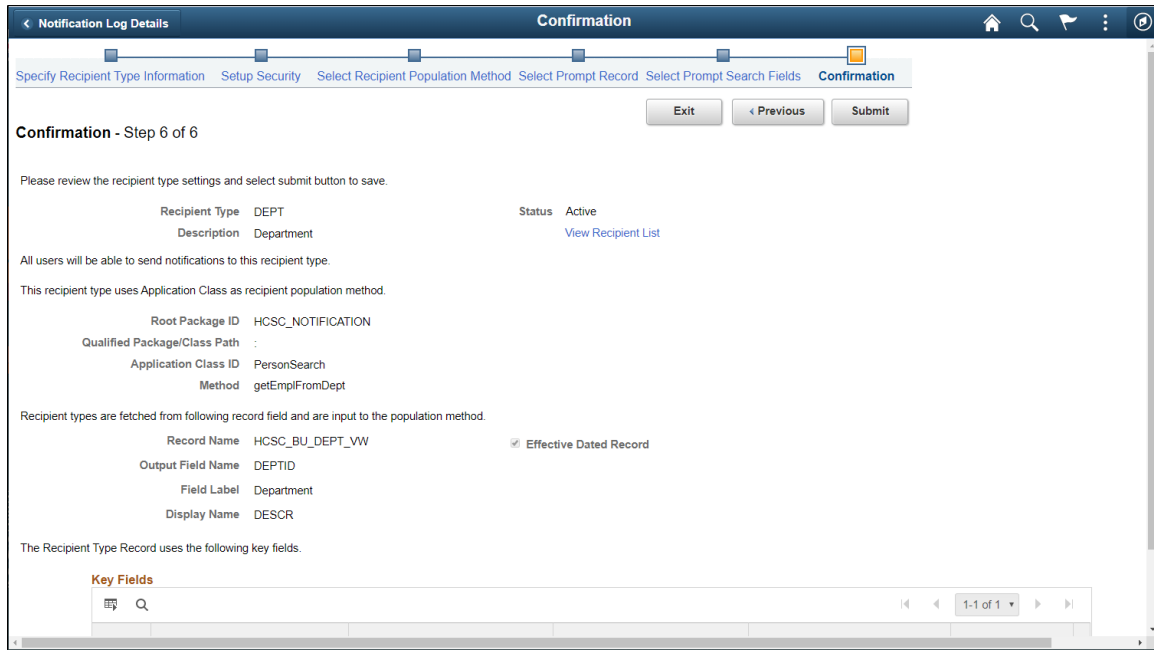 Notification Log Details
Confirmation
Specify Recipient Type Information Setup Security Select Recipient Population Method Select Prompt Record Select Prompt Search Fields Confirmation
Exit Previous Submit
Confirmation - Step 6 of 6
Please review the recipient type settings and select submit button to save.
Recipient Type DEPT Status Active
Description Department View Recipient List
All users will be able to send notifications to this recipient type.
This recipient type uses Application Class as recipient population method.
Root Package ID HCSC_NOTIFICATION
Qualified Package/Class Path :
Application Class ID PersonSearch
Method getEmplFromDept
Recipient types are fetched from following record field and are input to the population method.
Record Name HCSC_BU_DEPT_VW Effective Dated Record
Output Field Name DEPTID
Field Label Department
Display Name DESCR
The Recipient Type Record uses the following key fields.
Key Fields
1-1 of 1